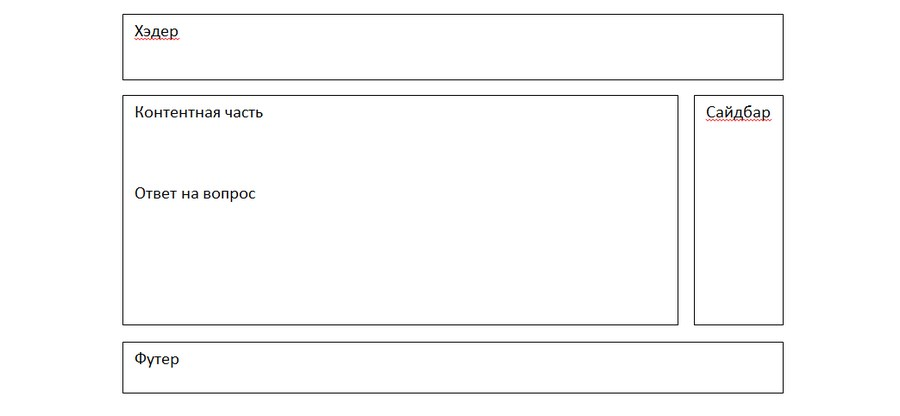 Хэдер
Контентная часть
Сайдбар
Ответ на вопрос
Футер